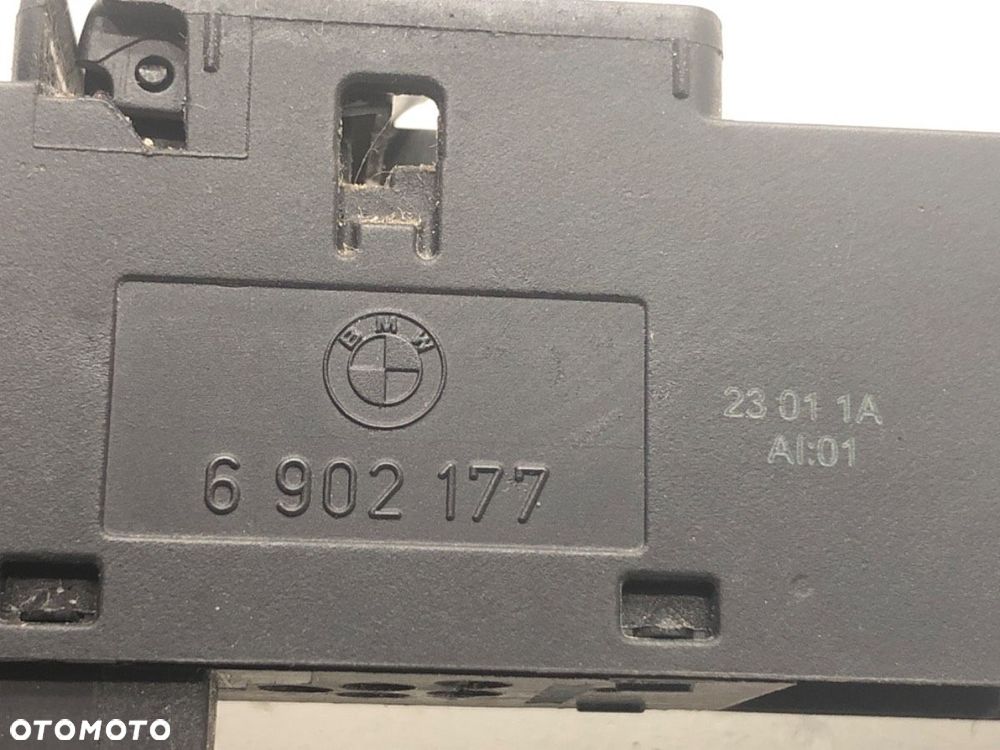 BMW
6 902 177
23 01 1A
AI:01
OTOMOTO